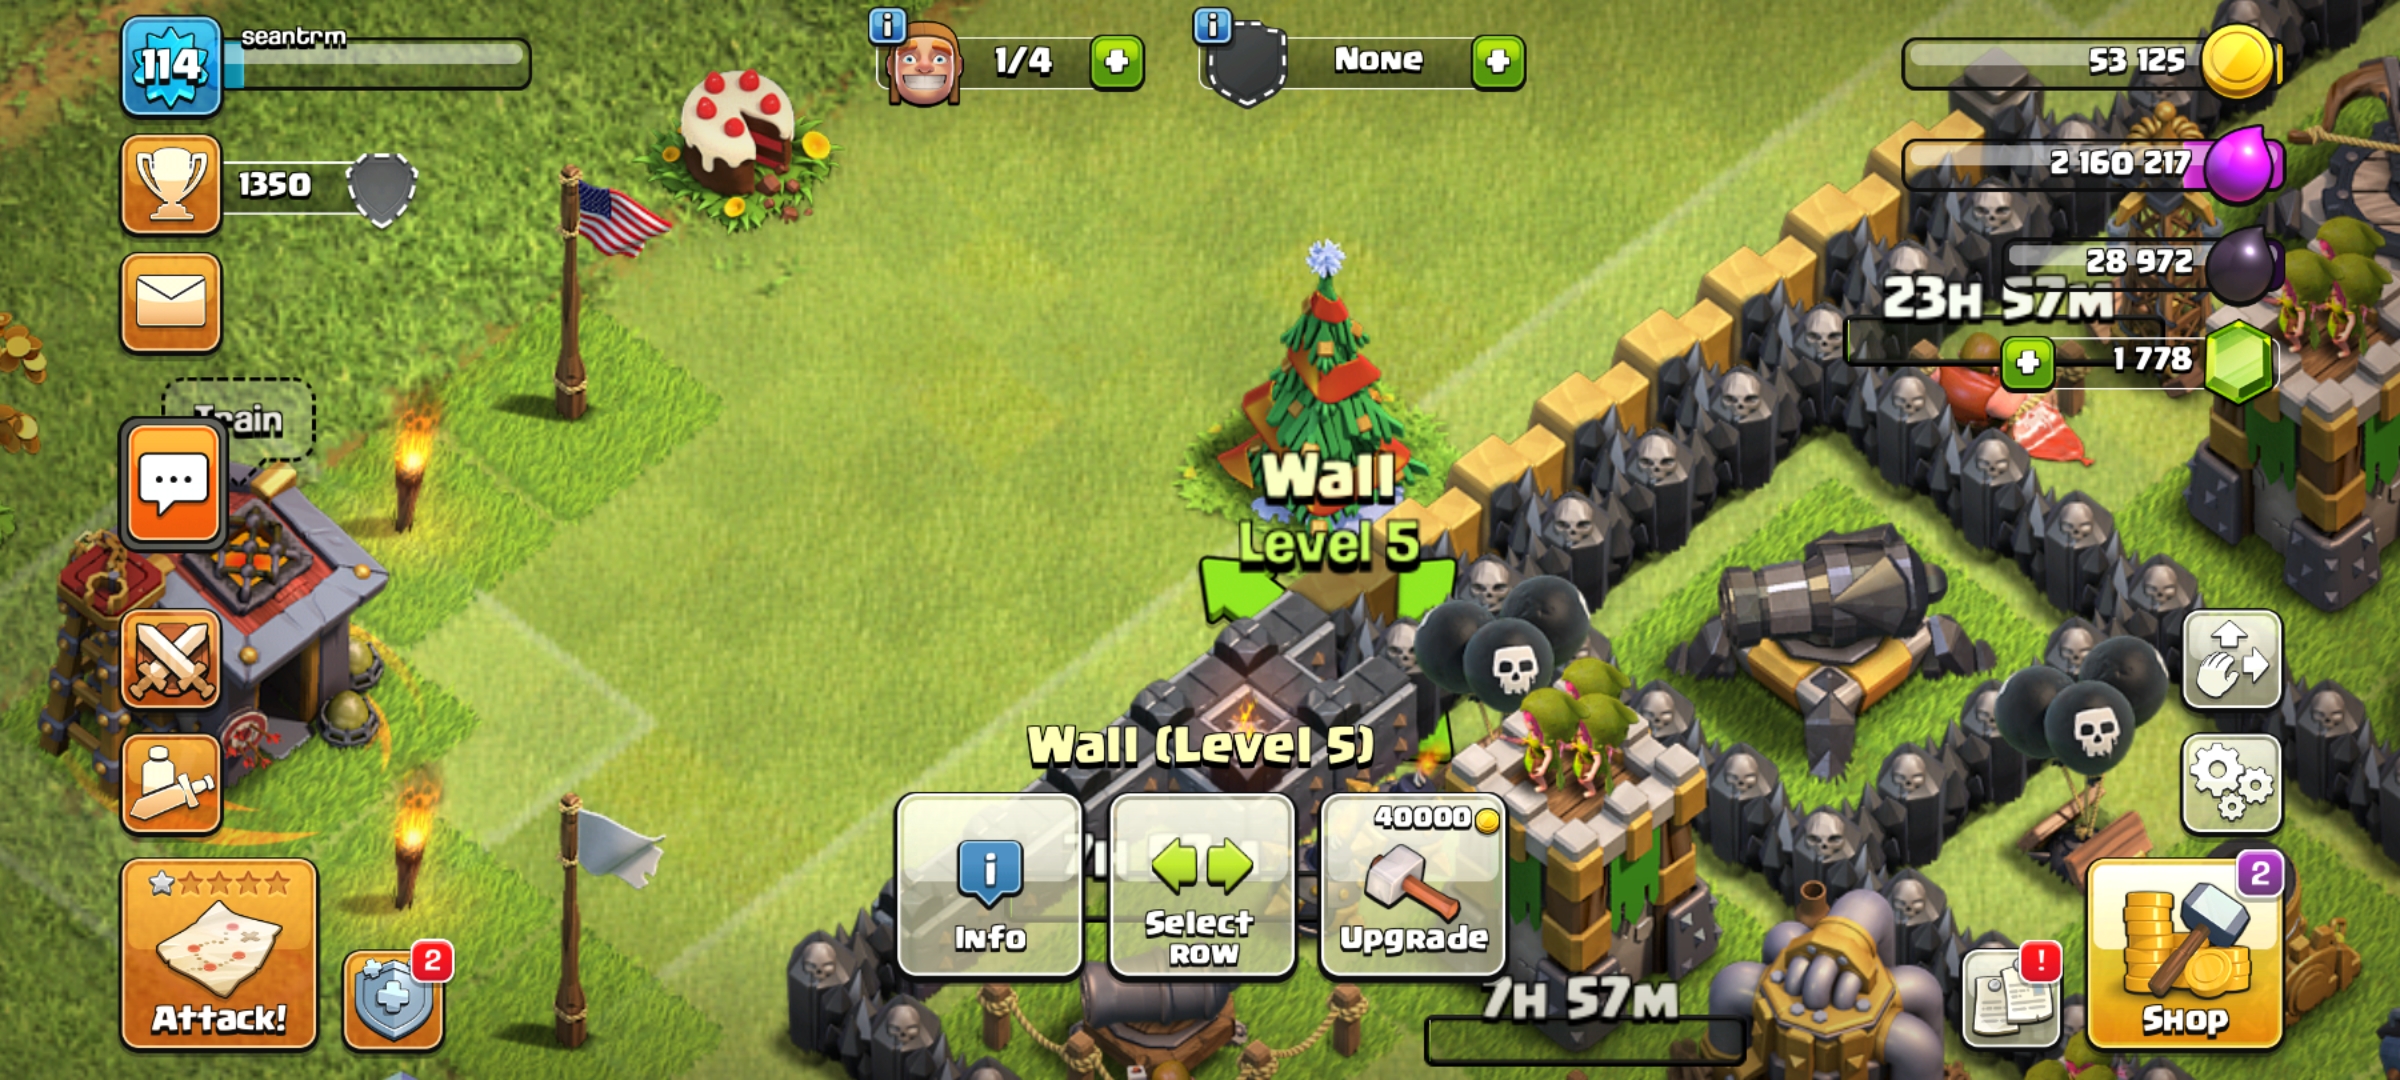 114
seantrm
1/4
None
53 125
1350
2 160 217
28 972
23H 57M
1 778
Train
Wall
Level 5
Wall (Level 5)
40000
Info
Select
Row
Upgrade
2
Attack!
2
7H 57M
!
Shop